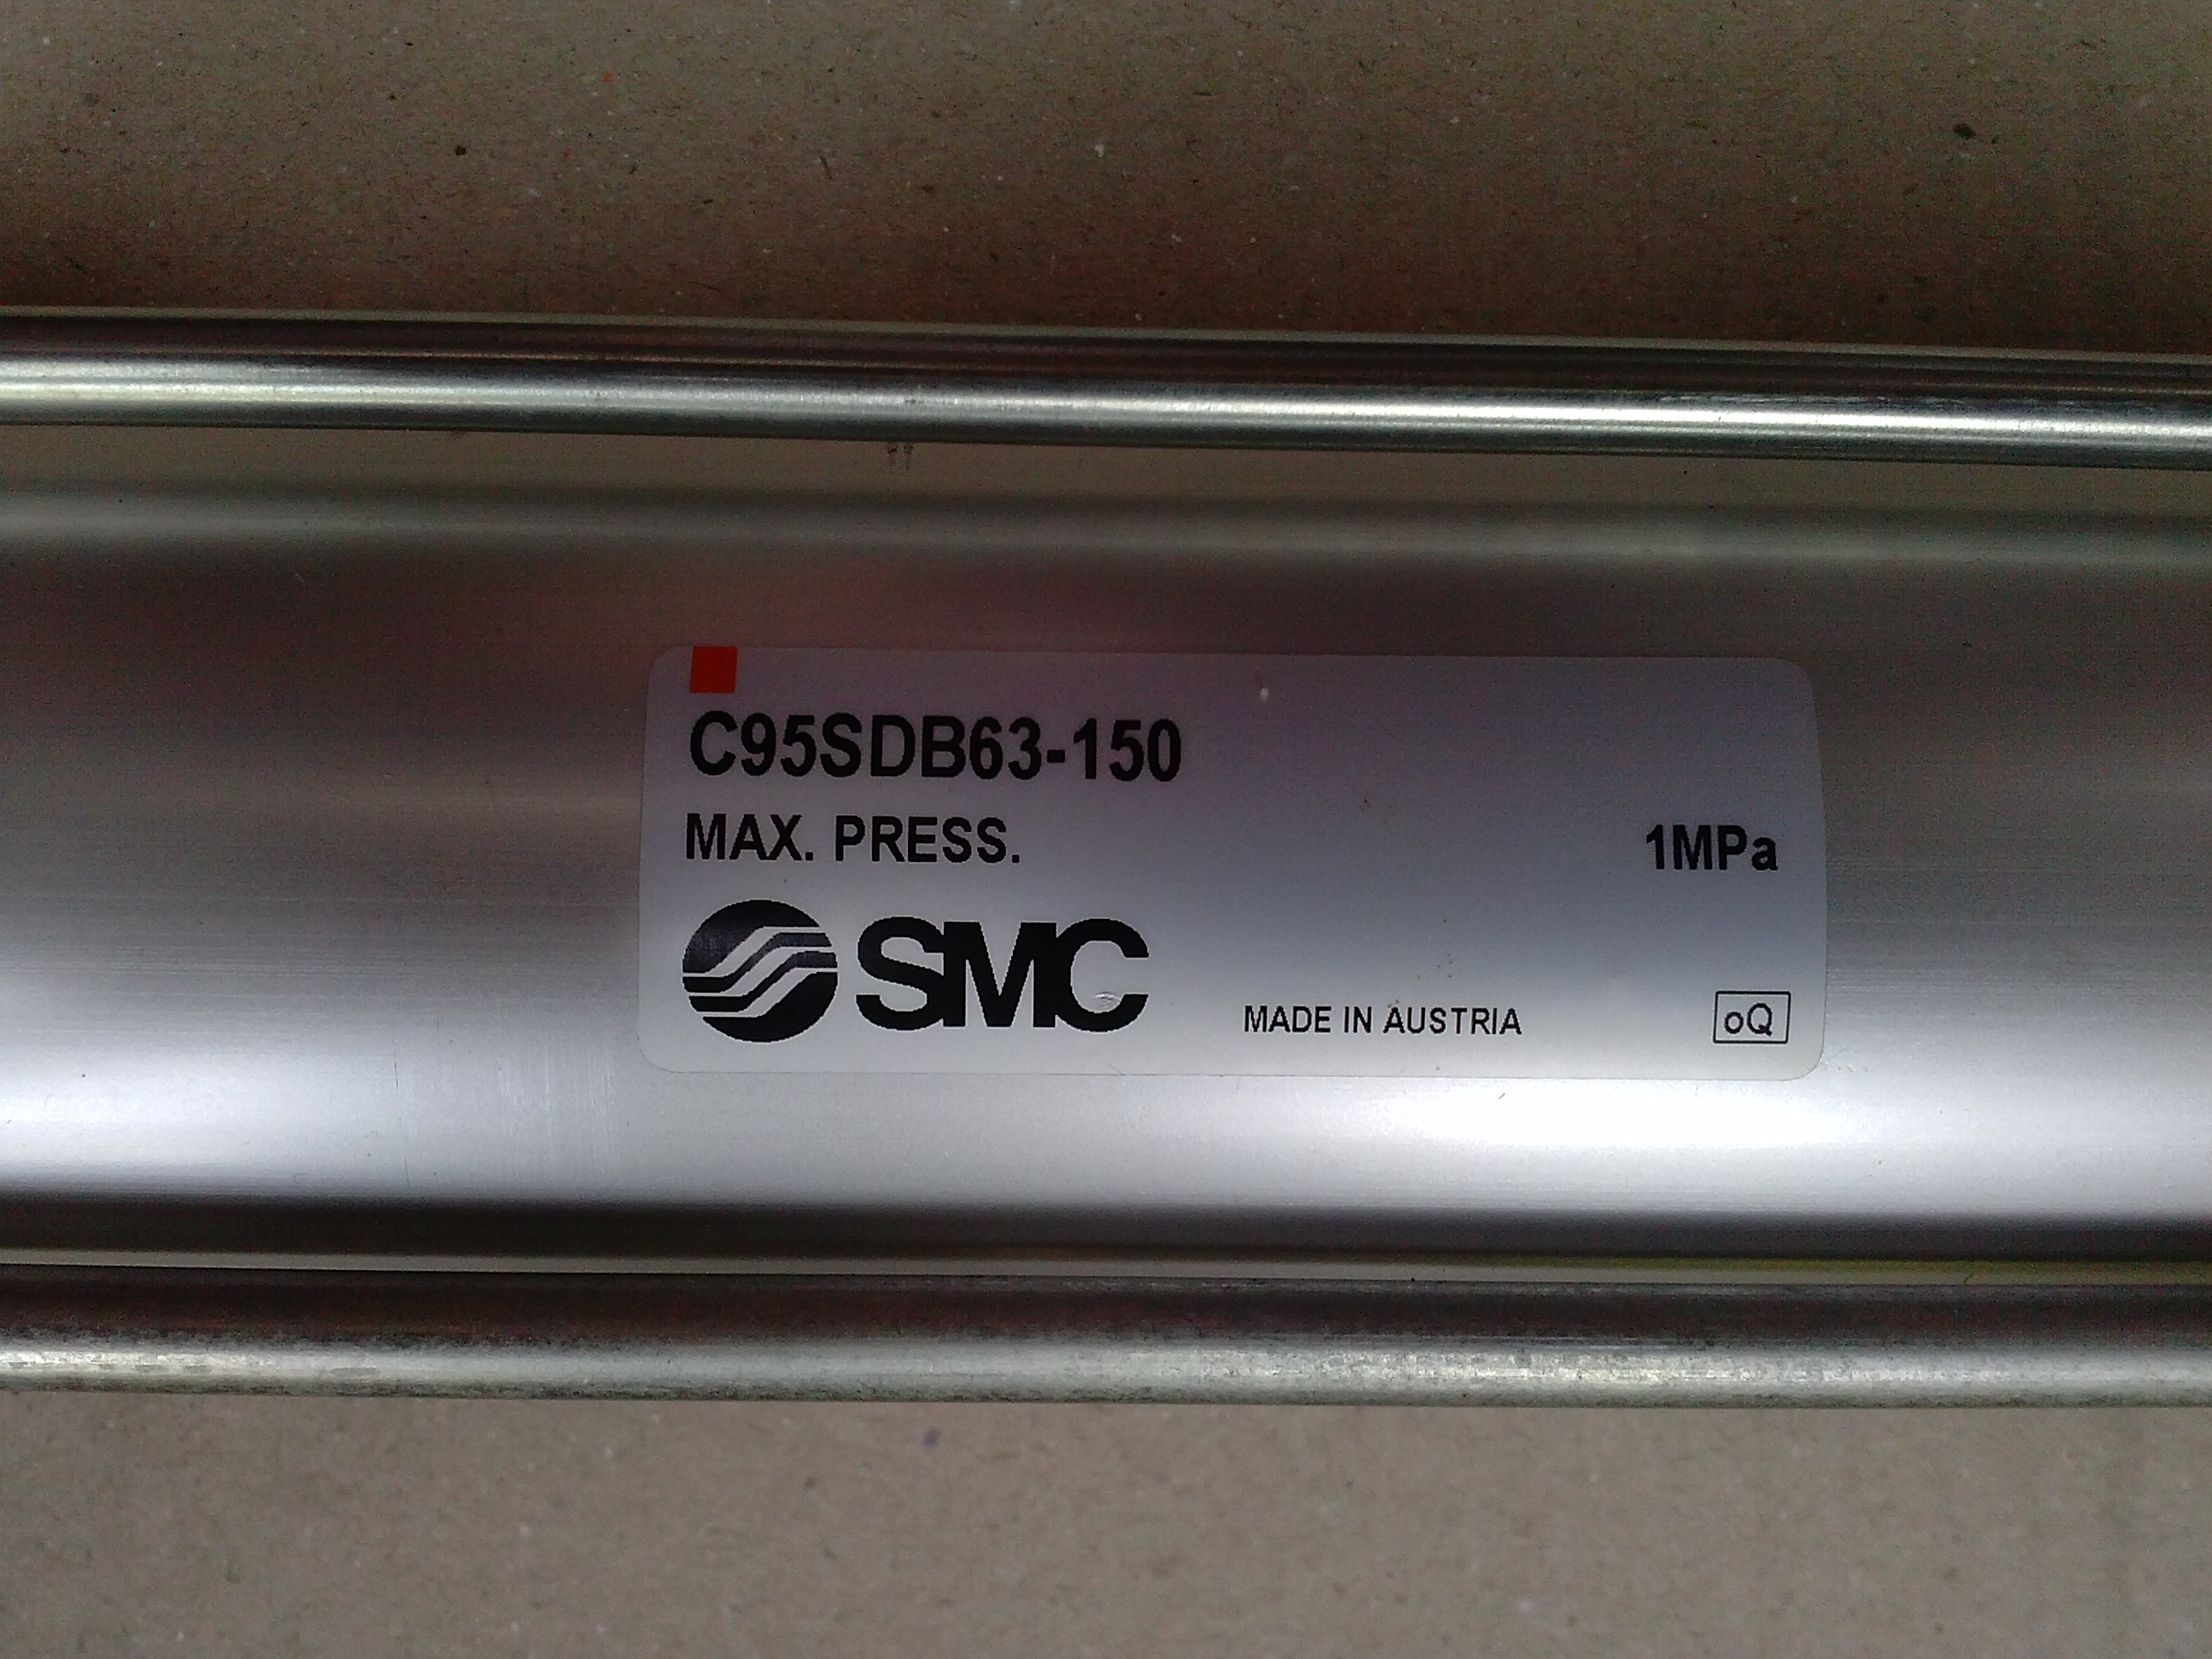 C95SDB63-150
MAX. PRESS. 1MPa
SMC MADE IN AUSTRIA oQ